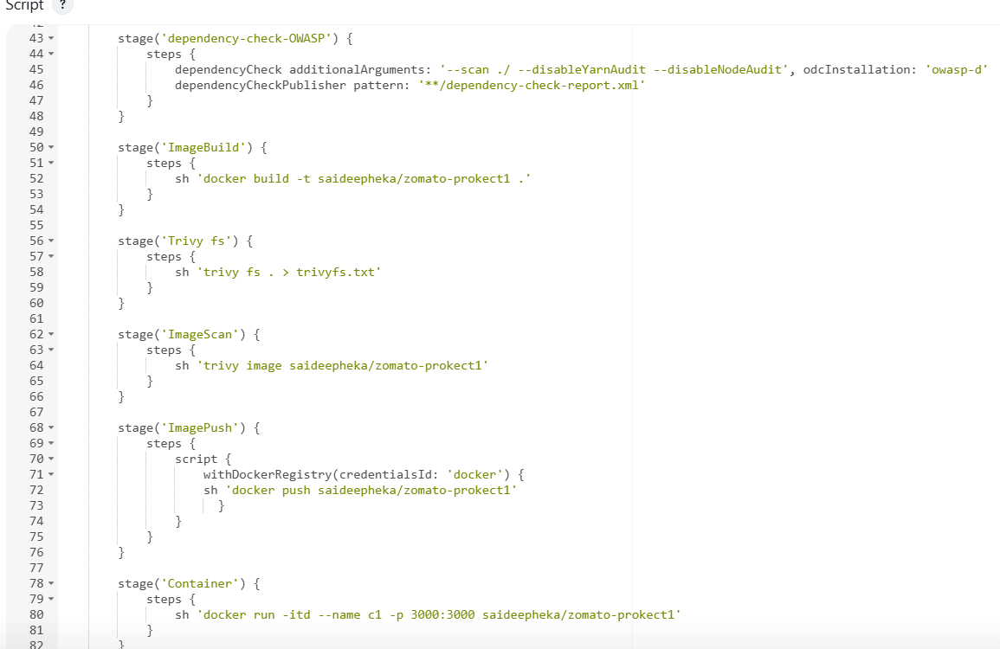 Script ?
42
43 stage('dependency-check-OWASP') {
44 steps {
45 dependencyCheck additionalArguments: '--scan ./ --disableYarnAudit --disableNodeAudit', odcInstallation: 'owasp-d'
46 dependencyCheckPublisher pattern: '**/dependency-check-report.xml'
47 }
48 }
49
50 stage('ImageBuild') {
51 steps {
52 sh 'docker build -t saideepheka/zomato-prokect1 .'
53 }
54 }
55
56 stage('Trivy fs') {
57 steps {
58 sh 'trivy fs . > trivyfs.txt'
59 }
60 }
61
62 stage('ImageScan') {
63 steps {
64 sh 'trivy image saideepheka/zomato-prokect1'
65 }
66 }
67
68 stage('ImagePush') {
69 steps {
70 script {
71 withDockerRegistry(credentialsId: 'docker') {
72 sh 'docker push saideepheka/zomato-prokect1'
73 }
74 }
75 }
76 }
77
78 stage('Container') {
79 steps {
80 sh 'docker run -itd --name c1 -p 3000:3000 saideepheka/zomato-prokect1'
81 }
82 }